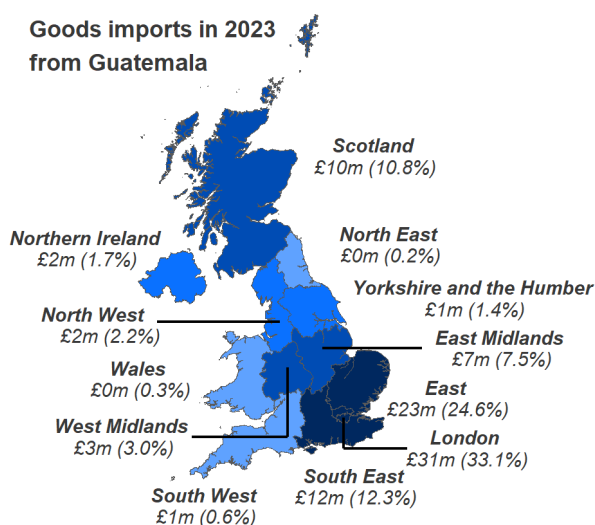 Goods imports in 2023
from Guatemala
Scotland
£10m (10.8%)
Northern Ireland
£2m (1.7%)
North East
£0m (0.2%)
Yorkshire and the Humber
£1m (1.4%)
North West
£2m (2.2%)
East Midlands
£7m (7.5%)
Wales
£0m (0.3%)
East
£23m (24.6%)
West Midlands
£3m (3.0%)
London
£31m (33.1%)
South East
£12m (12.3%)
South West
£1m (0.6%)